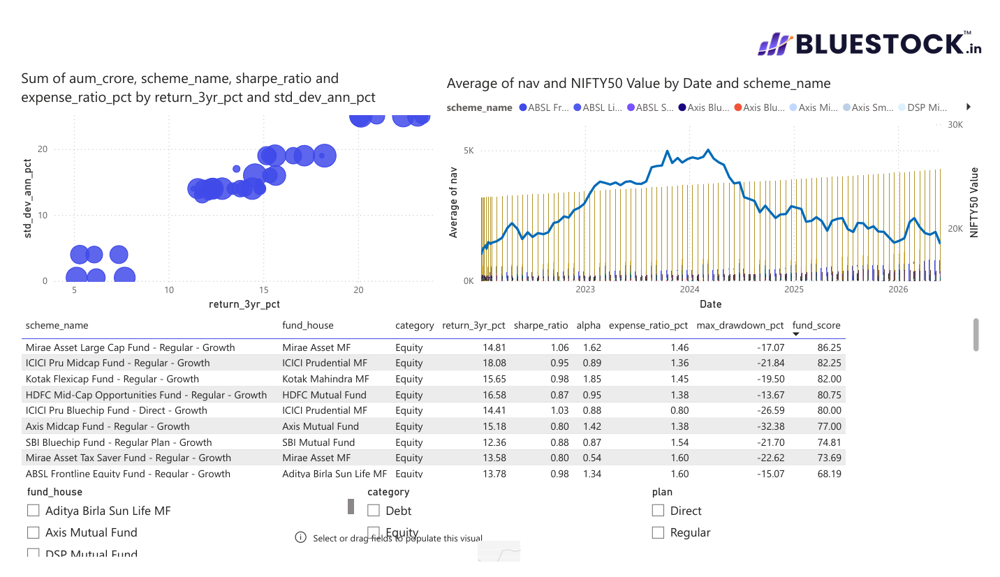 BLUESTOCK.in
TM
Sum of aum_crore, scheme_name, sharpe_ratio and
expense_ratio_pct by return_3yr_pct and std_dev_ann_pct
Average of nav and NIFTY50 Value by Date and scheme_name
scheme_name ABSL Fr... ABSL Li... ABSL S... Axis Blu... Axis Blu... Axis Mi... Axis Sm... DSP Mi...
std_dev_ann_pct
20
10
0
5 10 15 20
return_3yr_pct
Average of nav
5K
0K
30K
20K
NIFTY50 Value
2023 2024 2025 2026
Date
scheme_name fund_house category return_3yr_pct sharpe_ratio alpha expense_ratio_pct max_drawdown_pct fund_score
Mirae Asset Large Cap Fund - Regular - Growth Mirae Asset MF Equity 14.81 1.06 1.62 1.46 -17.07 86.25
ICICI Pru Midcap Fund - Regular - Growth ICICI Prudential MF Equity 18.08 0.95 0.89 1.36 -21.84 82.25
Kotak Flexicap Fund - Regular - Growth Kotak Mahindra MF Equity 15.65 0.98 1.85 1.45 -19.50 82.00
HDFC Mid-Cap Opportunities Fund - Regular - Growth HDFC Mutual Fund Equity 16.58 0.87 0.95 1.38 -13.67 80.75
ICICI Pru Bluechip Fund - Direct - Growth ICICI Prudential MF Equity 14.41 1.03 0.88 0.80 -26.59 80.00
Axis Midcap Fund - Regular - Growth Axis Mutual Fund Equity 15.18 0.80 1.42 1.38 -32.38 77.00
SBI Bluechip Fund - Regular Plan - Growth SBI Mutual Fund Equity 12.36 0.88 0.87 1.54 -21.70 74.81
Mirae Asset Tax Saver Fund - Regular - Growth Mirae Asset MF Equity 13.58 0.80 0.54 1.60 -22.62 73.69
ABSL Frontline Equity Fund - Regular - Growth Aditya Birla Sun Life MF Equity 13.78 0.98 1.34 1.60 -15.07 68.19
fund_house
Aditya Birla Sun Life MF
Axis Mutual Fund
DSP Mutual Fund
category
Debt
Equity
Select or drag fields to populate this visual
plan
Direct
Regular